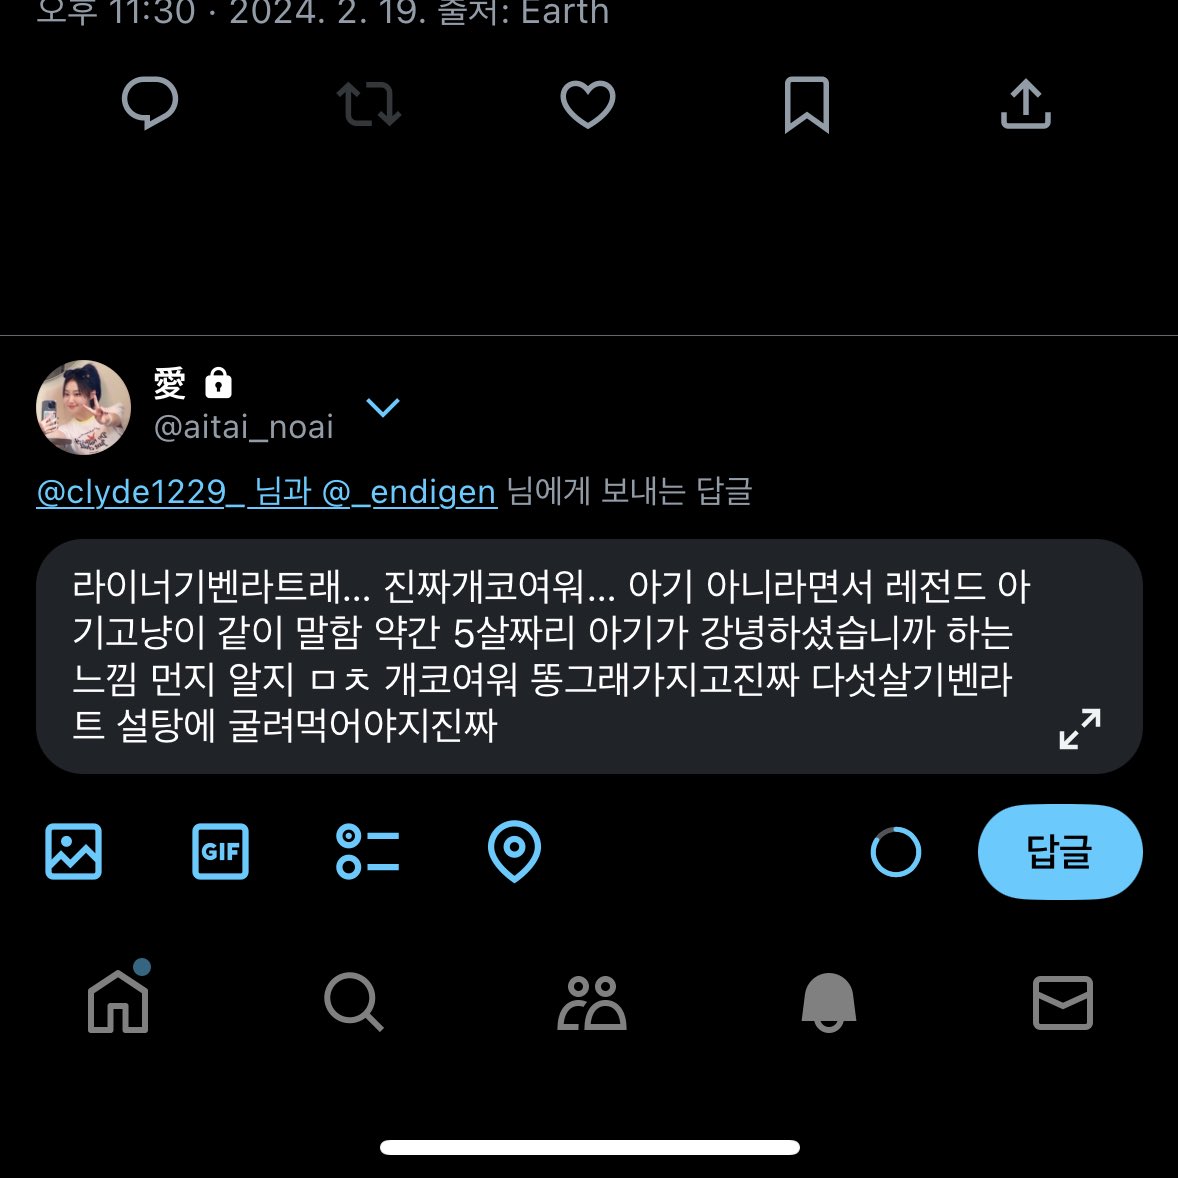 오후 11:30 · 2024. 2. 19. 출처: Earth
愛
@aitai_noai
@clyde1229_ 님과 @_endigen 님에게 보내는 답글
라이너기벤라트래... 진짜개코여워... 아기 아니라면서 레전드 아
기고냥이 같이 말함 약간 5살짜리 아기가 강녕하셨습니까 하는
느낌 먼지 알지 ㅁㅊ 개코여워 똥그래가지고진짜 다섯살기벤라
트 설탕에 굴려먹어야지진짜
GIF
답글